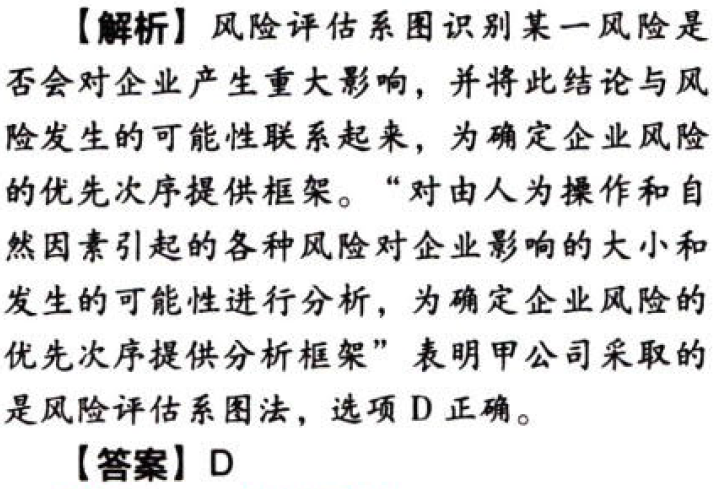 【解析】风险评估系图识别某一风险是
否会对企业产生重大影响，并将此结论与风
险发生的可能性联系起来，为确定企业风险
的优先次序提供框架。“对由人为操作和自
然因素引起的各种风险对企业影响的大小和
发生的可能性进行分析，为确定企业风险的
优先次序提供分析框架”表明甲公司采取的
是风险评估系图法，选项 D 正确。
【答案】D